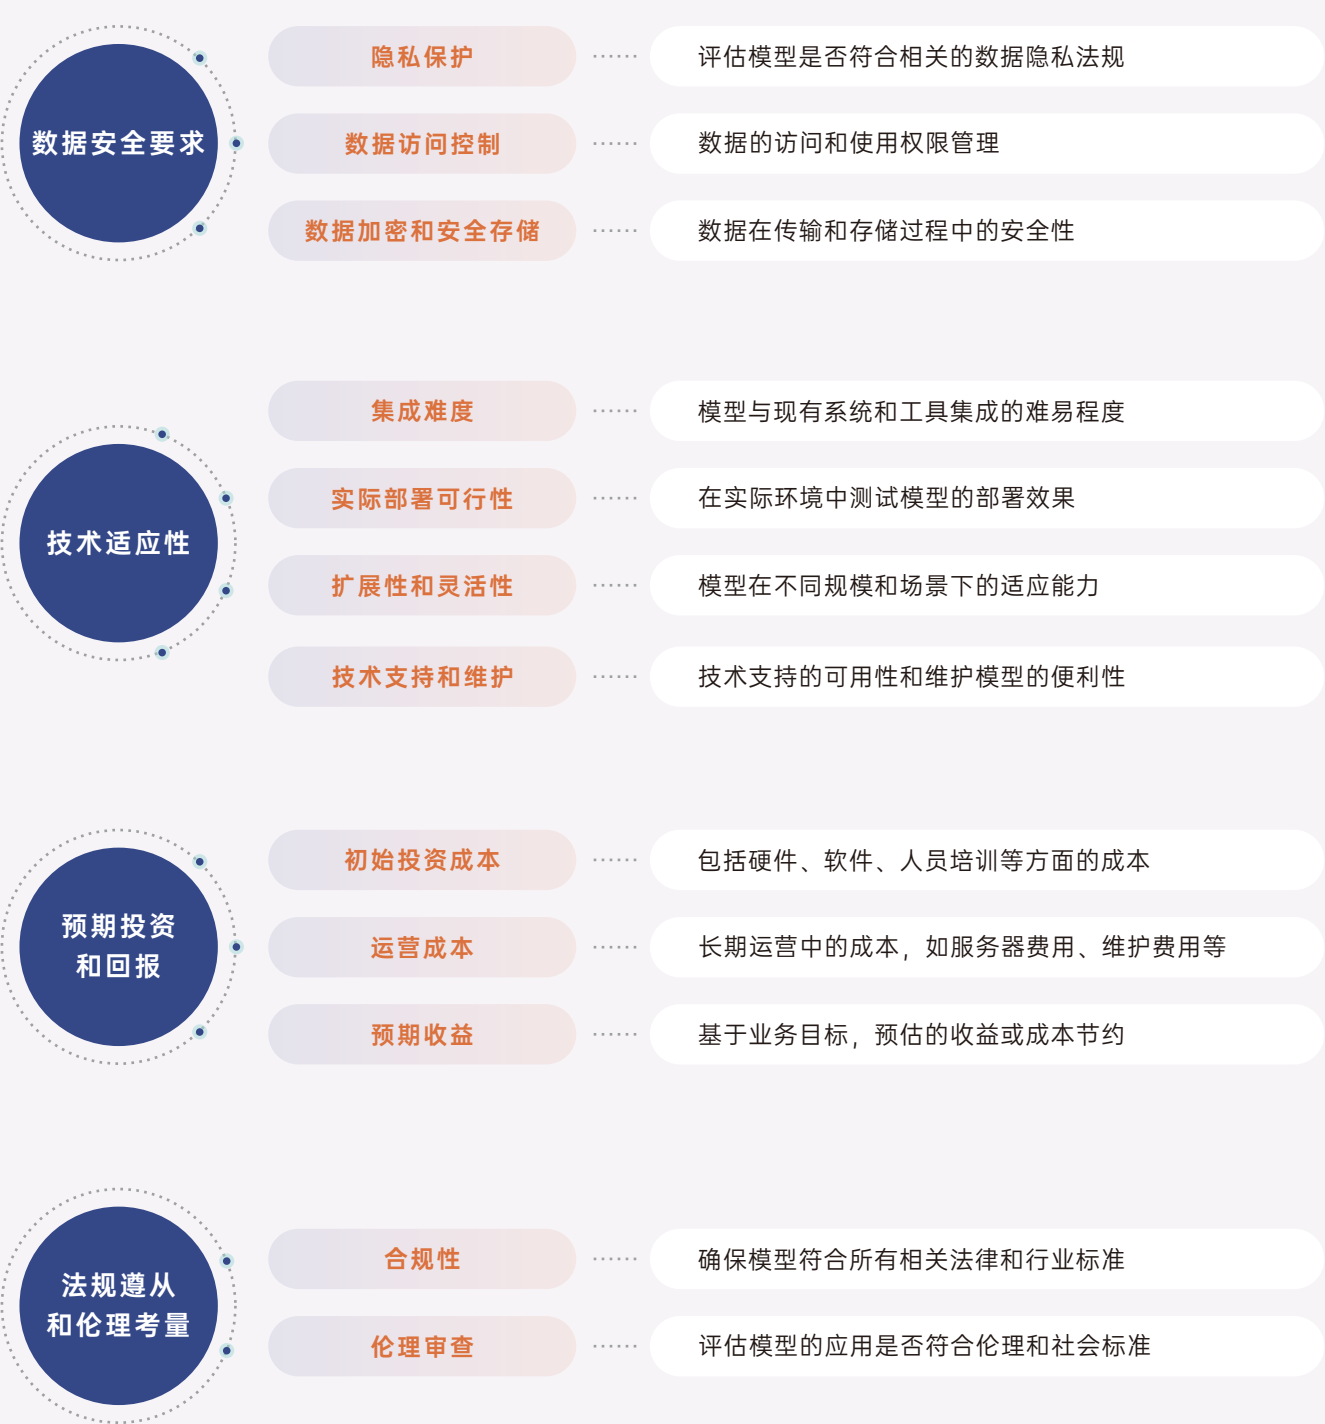 数据安全要求
隐私保护
评估模型是否符合相关的数据隐私法规
数据访问控制
数据的访问和使用权限管理
数据加密和安全存储
数据在传输和存储过程中的安全性
技术适应性
集成难度
模型与现有系统和工具集成的难易程度
实际部署可行性
在实际环境中测试模型的部署效果
扩展性和灵活性
模型在不同规模和场景下的适应能力
技术支持和维护
技术支持的可用性和维护模型的便利性
预期投资
和回报
初始投资成本
包括硬件、软件、人员培训等方面的成本
运营成本
长期运营中的成本，如服务器费用、维护费用等
预期收益
基于业务目标，预估的收益或成本节约
法规遵从
和伦理考量
合规性
确保模型符合所有相关法律和行业标准
伦理审查
评估模型的应用是否符合伦理和社会标准